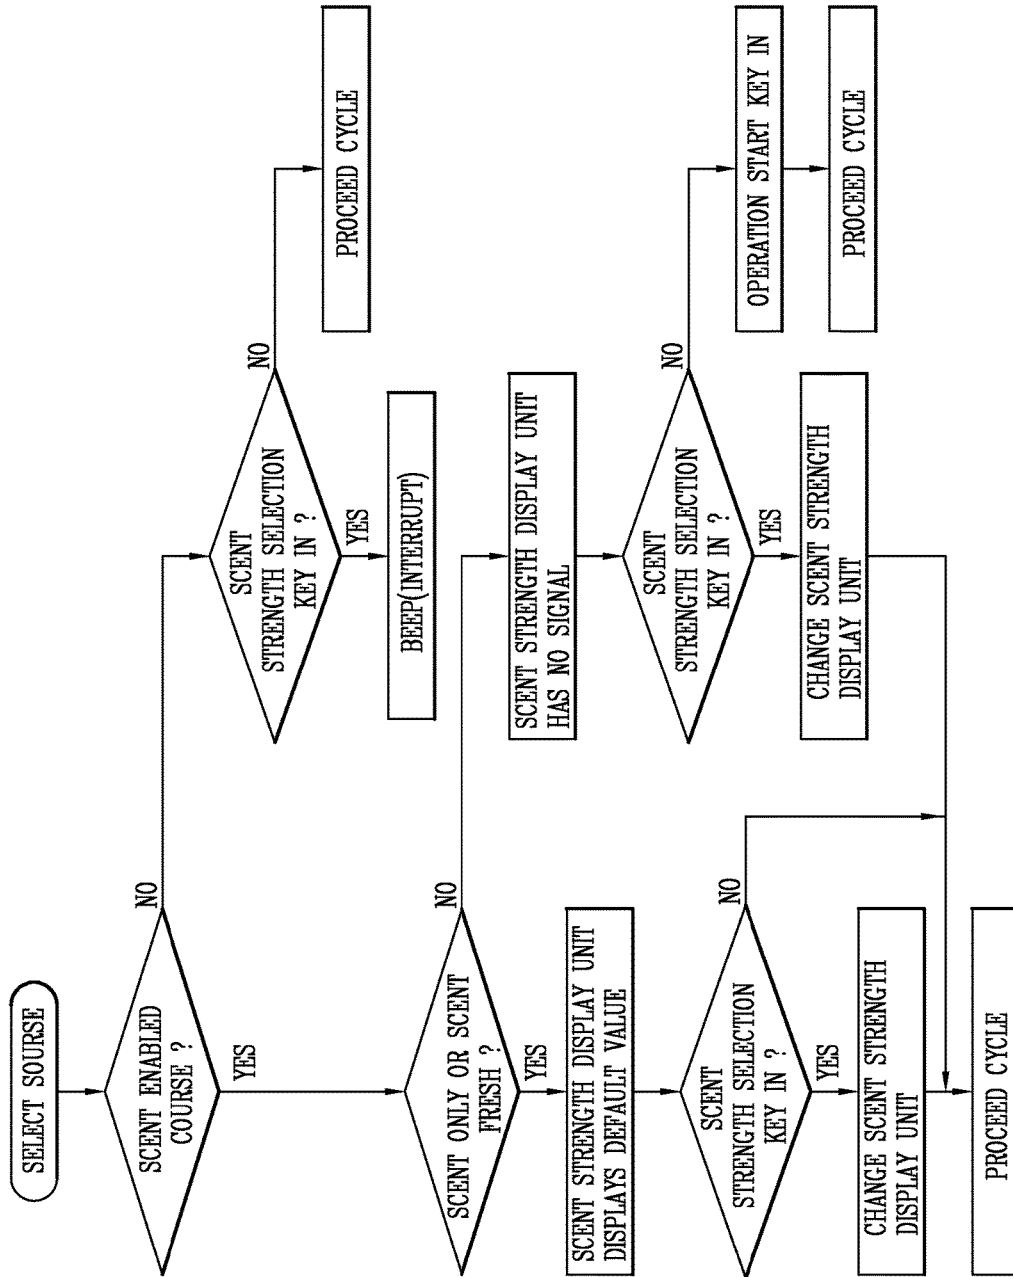 SELECT SOURSE
SCENT ENABLED
COURSE ?
NO
YES
SCENT
STRENGTH SELECTION
KEY IN ?
NO
YES
PROCEED CYCLE
BEEP(INTERRUPT)
SCENT ONLY OR SCENT
FRESH ?
NO
YES
SCENT STRENGTH DISPLAY UNIT
HAS NO SIGNAL
SCENT STRENGTH DISPLAY UNIT
DISPLAYS DEFAULT VALUE
SCENT
STRENGTH SELECTION
KEY IN ?
NO
YES
OPERATION START KEY IN
PROCEED CYCLE
CHANGE SCENT STRENGTH
DISPLAY UNIT
SCENT
STRENGTH SELECTION
KEY IN ?
NO
YES
CHANGE SCENT STRENGTH
DISPLAY UNIT
PROCEED CYCLE